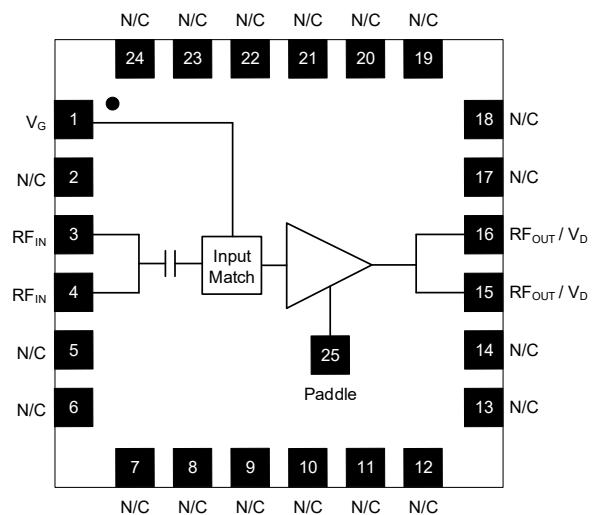 N/C N/C N/C N/C N/C N/C
24 23 22 21 20 19
VG 1
18 N/C
N/C 2
17 N/C
RFIN 3
16 RFOUT / VD
Input
Match
RFIN 4
15 RFOUT / VD
N/C 5
25
14 N/C
Paddle
N/C 6
13 N/C
7 8 9 10 11 12
N/C N/C N/C N/C N/C N/C